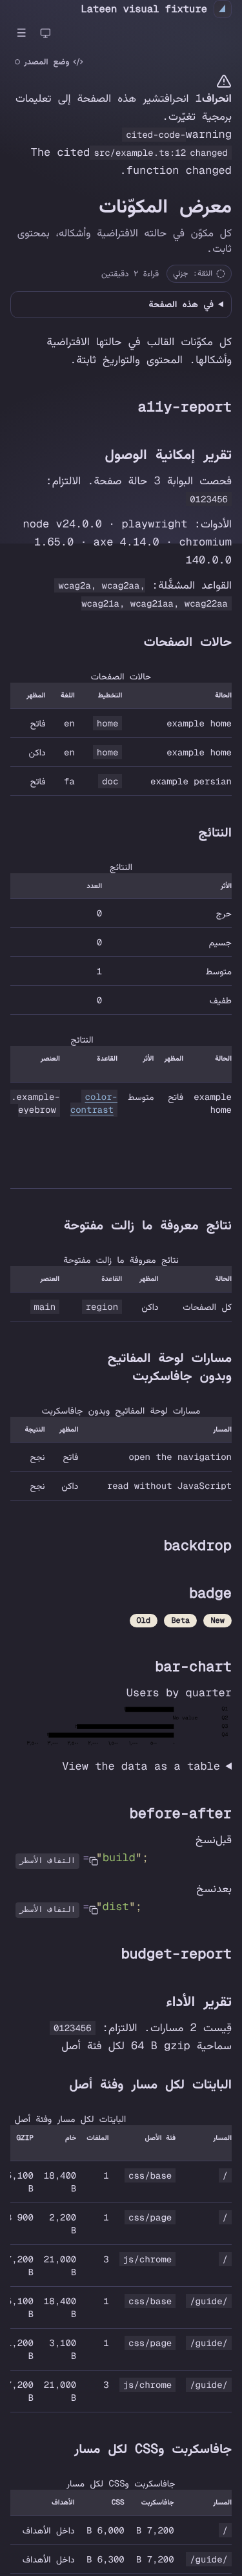 Lateen visual fixture
وضع المصدر
انحراف1 انحرافتشير هذه الصفحة إلى تعليمات
برمجية تغيّرت.
cited-code-warning
The cited src/example.ts:12 changed
function changed.
معرض المكوّنات
كل مكوّن في حالته الافتراضية وأشكاله، بمحتوى
ثابت.
الثقة: جزئي
قراءة ٢ دقيقتين
في هذه الصفحة
كل مكوّنات القالب في حالتها الافتراضية
وأشكالها. المحتوى والتواريخ ثابتة.
a11y-report
تقرير إمكانية الوصول
فحصت البوابة 3 حالة صفحة. الالتزام:
0123456
الأدوات: node v24.0.0 · playwright
1.65.0 · axe 4.14.0 · chromium
140.0.0
القواعد المشغَّلة: wcag2a, wcag2aa,
wcag21a, wcag21aa, wcag22aa
حالات الصفحات
حالات الصفحات
الحالة التخطيط اللغة المظهر
example home home en فاتح
example home home en داكن
example persian doc fa فاتح
النتائج
النتائج
الأثر العدد
حرج 0
جسيم 0
متوسط 1
طفيف 0
النتائج
الحالة المظهر الأثر القاعدة العنصر
example home فاتح متوسط color-contrast .example-eyebrow
نتائج معروفة ما زالت مفتوحة
نتائج معروفة ما زالت مفتوحة
الحالة المظهر القاعدة العنصر
كل الصفحات داكن region main
مسارات لوحة المفاتيح
وبدون جافاسكربت
مسارات لوحة المفاتيح وبدون جافاسكربت
المسار المظهر النتيجة
open the navigation فاتح نجح
read without JavaScript داكن نجح
backdrop
badge
New Beta Old
bar-chart
Users by quarter
No value
View the data as a table
before-after
قبلنسخ
= "build";
التفاف الأسطر
بعدنسخ
= "dist";
التفاف الأسطر
budget-report
تقرير الأداء
قِيست 2 مسارات. الالتزام: 0123456
سماحية 64 B gzip لكل فئة أصل
البايتات لكل مسار وفئة أصل
البايتات لكل مسار وفئة أصل
المسار فئة الأصل الملفات خام GZIP
/ css/base 1 18,400 B
/ css/page 1 2,200 B
/ js/chrome 3 21,000 B
/guide/ css/base 1 18,400 B
/guide/ css/page 1 3,100 B
/guide/ js/chrome 3 21,000 B
جافاسكربت وCSS لكل مسار
جافاسكربت وCSS لكل مسار
المسار جافاسكربت CSS الأهداف
/ 7,200 B 6,000 B داخل الأهداف
/guide/ 7,200 B 6,300 B داخل الأهداف